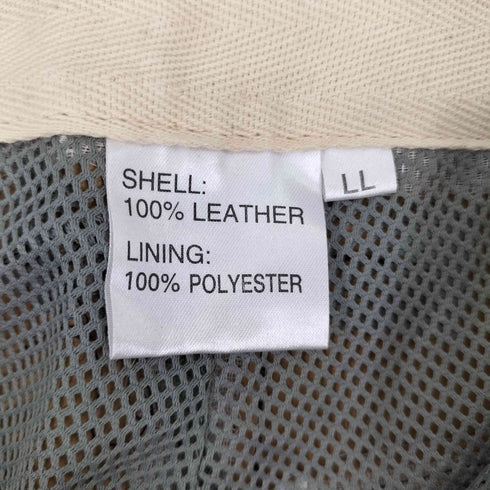 SHELL:
100% LEATHER
LINING:
100% POLYESTER
LL